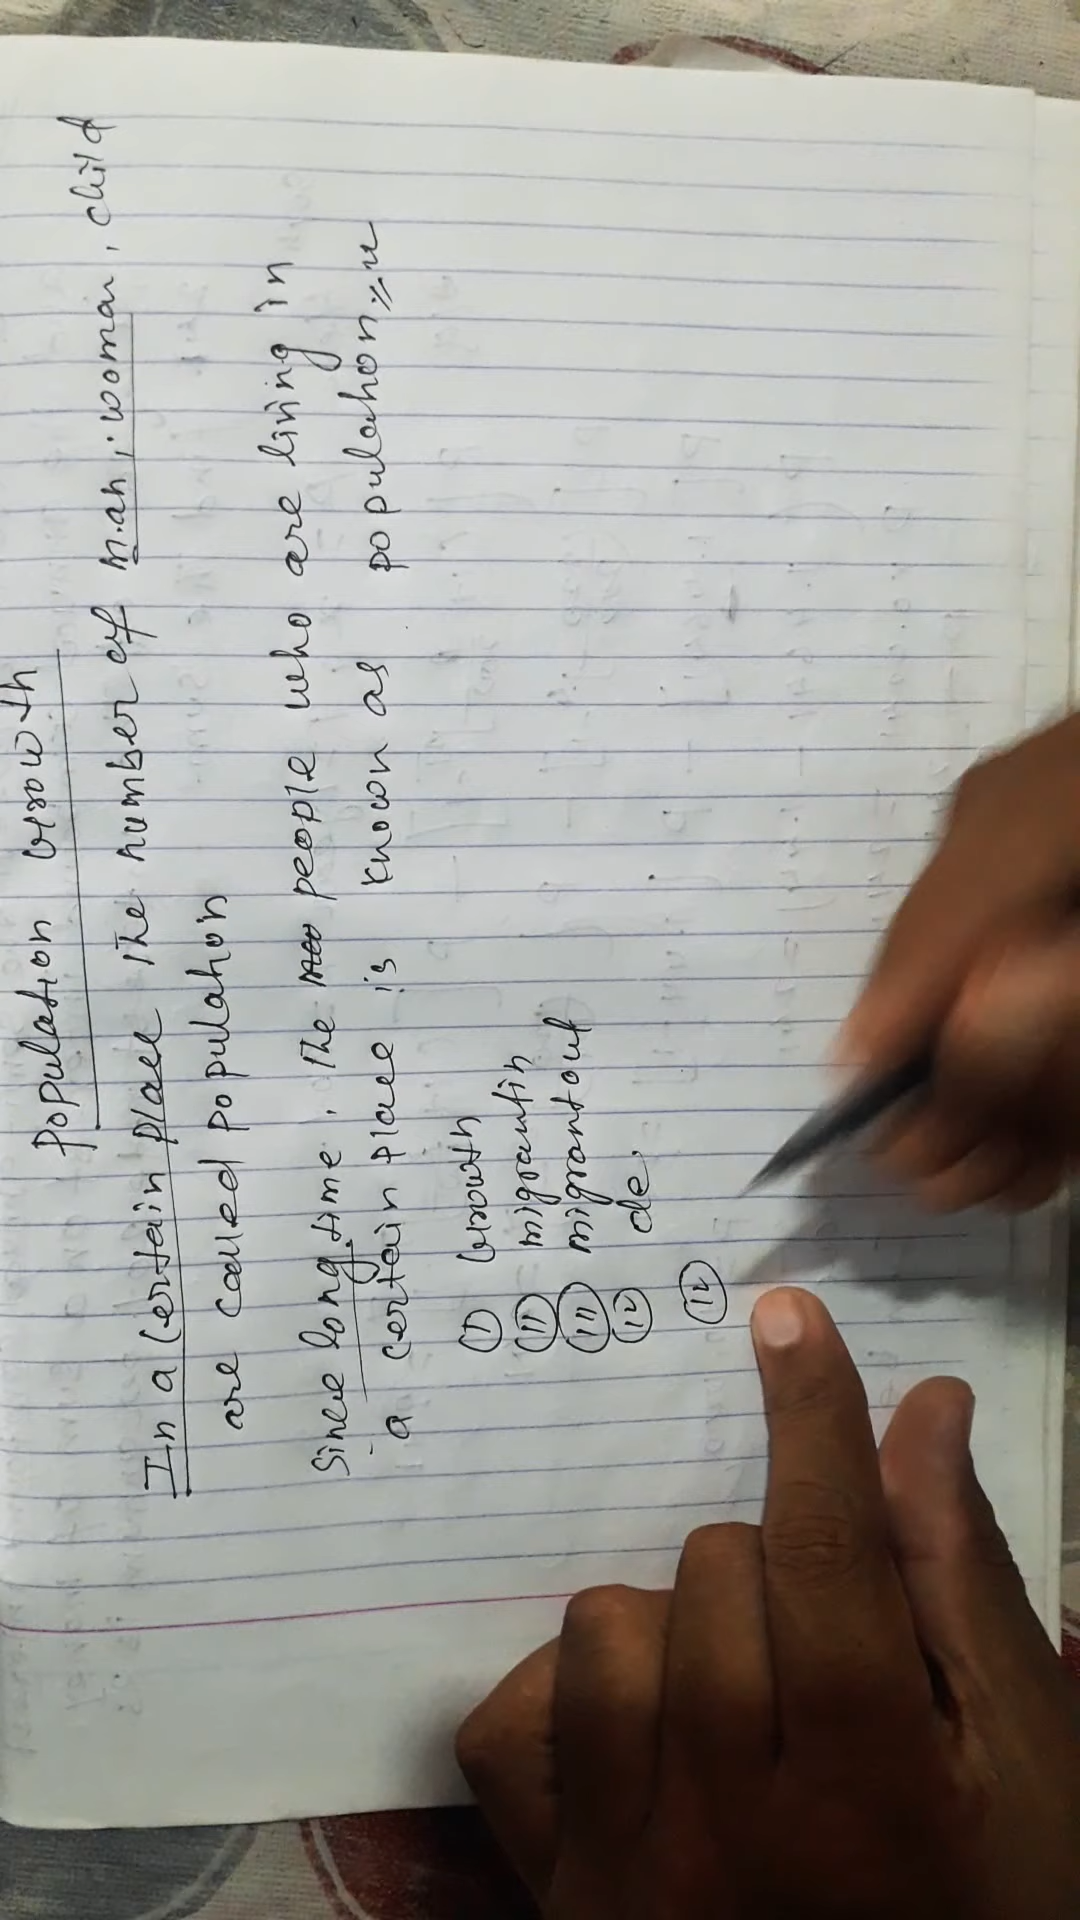 Population Growth
In a certain place the number of man, woman, child
are called population
Since long time. The people who are living in
a certain place is known as population
(I) Growth
(II) migrantin
(III) migrantout
(IV) de.
(IV)